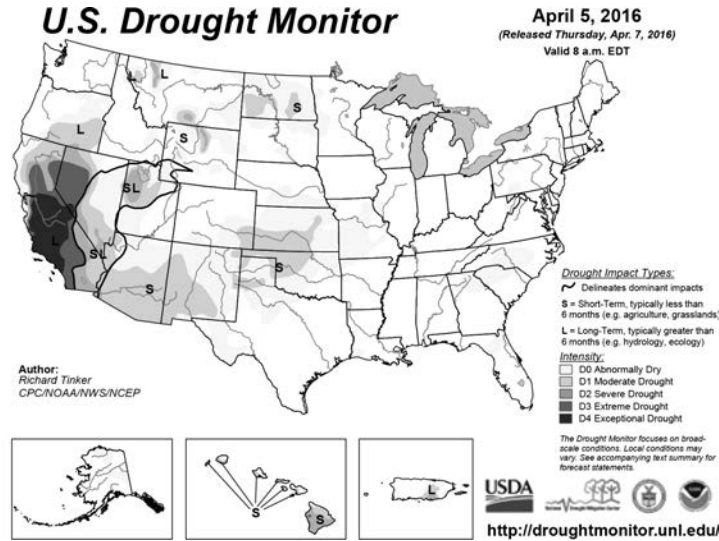 U.S. Drought Monitor
April 5, 2016
(Released Thursday, Apr. 7, 2016)
Valid 8 a.m. EDT
L
L
S
L
S
SL
L
SL
S
S
Drought Impact Types:
Delineates dominant impacts
S = Short-Term, typically less than
6 months (e.g. agriculture, grasslands)
L = Long-Term, typically greater than
6 months (e.g. hydrology, ecology)
Intensity:
D0 Abnormally Dry
D1 Moderate Drought
D2 Severe Drought
D3 Extreme Drought
D4 Exceptional Drought
Author:
Richard Tinker
CPC/NOAA/NWS/NCEP
The Drought Monitor focuses on broad-
scale conditions. Local conditions may
vary. See accompanying text summary for
forecast statements.
S
S
L
USDA
National Drought Mitigation Center
http://droughtmonitor.unl.edu/